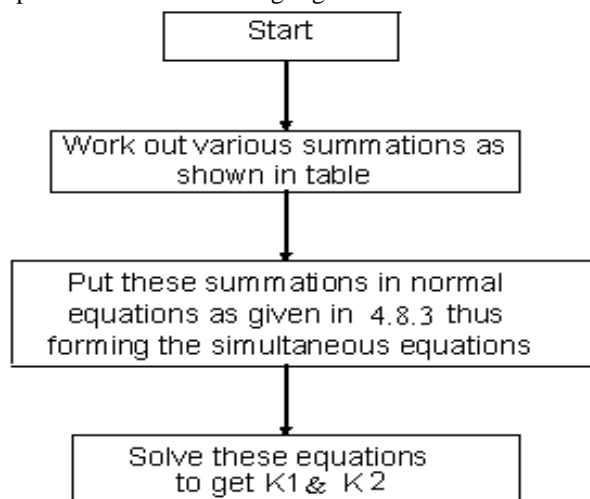 Start
Work out various summations as
shown in table
Put these summations in normal
equations as given in 4.8.3 thus
forming the simultaneous equations
Solve these equations
to get K1 & K2